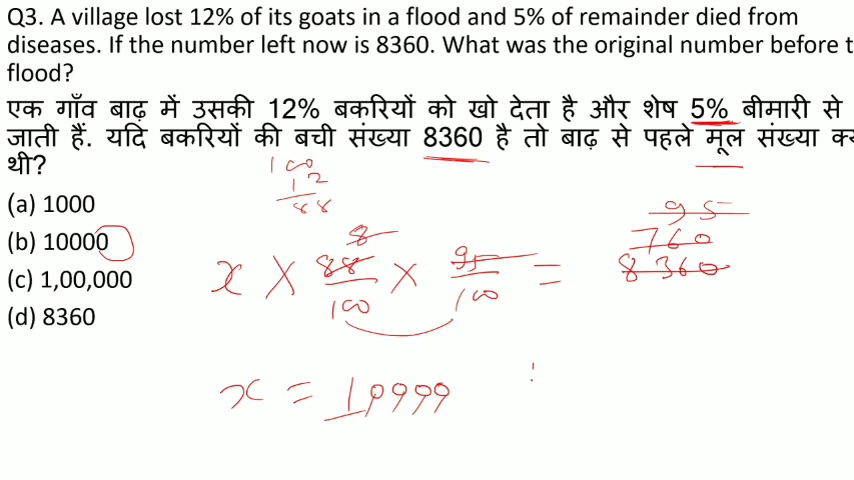 Q3. A village lost 12% of its goats in a flood and 5% of remainder died from
diseases. If the number left now is 8360. What was the original number before t
flood?
एक गाँव बाढ़ में उसकी 12% बकरियों को खो देता है और शेष 5% बीमारी से
जाती हैं. यदि बकरियों की बची संख्या 8360 है तो बाढ़ से पहले मूल संख्या क्य
थी?
100
12
88
(a) 1000
(b) 10000
(c) 1,00,000
(d) 8360
95
8
760
x × 88/100 × 95/100 = 8360
x = 10000